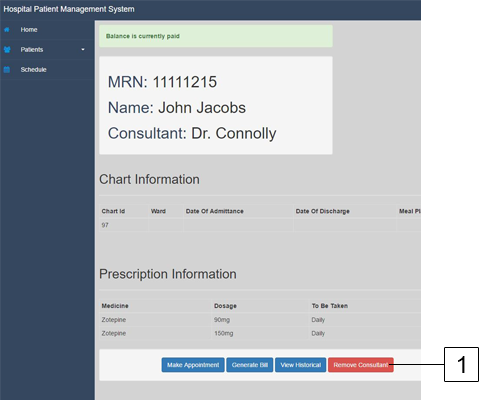 Hospital Patient Management System
Home
Balance is currently paid
Patients
Schedule
MRN: 11111215
Name: John Jacobs
Consultant: Dr. Connolly
Chart Information
Chart Id Ward Date Of Admittance Date Of Discharge Meal Pl
97
Prescription Information
Medicine Dosage To Be Taken
Zotepine 90mg Daily
Zotepine 150mg Daily
Make Appointment Generate Bill View Historical Remove Consultant 1